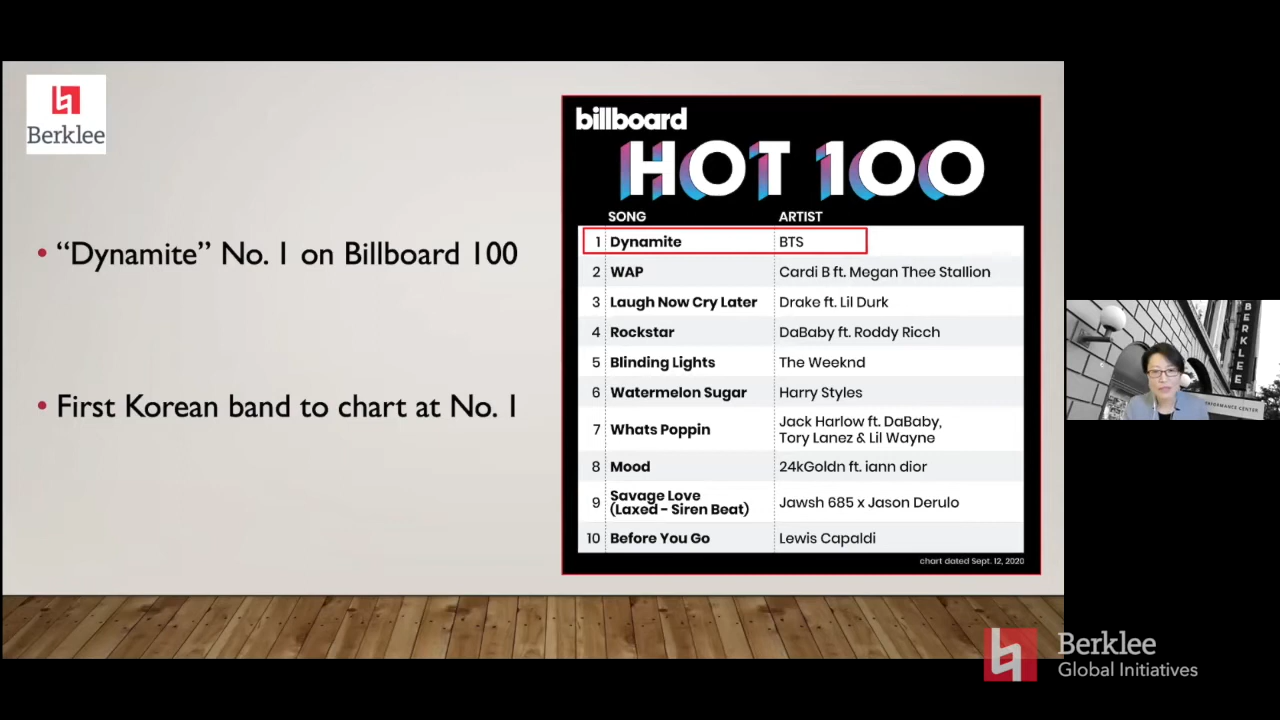 Berklee
• “Dynamite” No. 1 on Billboard 100
• First Korean band to chart at No. 1
billboard
HOT 100
SONG ARTIST
1 Dynamite BTS
2 WAP Cardi B ft. Megan Thee Stallion
3 Laugh Now Cry Later Drake ft. Lil Durk
4 Rockstar DaBaby ft. Roddy Ricch
5 Blinding Lights The Weeknd
6 Watermelon Sugar Harry Styles
7 Whats Poppin Jack Harlow ft. DaBaby,
Tory Lanez & Lil Wayne
8 Mood 24kGoldn ft. iann dior
9 Savage Love
(Laxed - Siren Beat) Jawsh 685 x Jason Derulo
10 Before You Go Lewis Capaldi
chart dated Sept. 12, 2020
BERKLEE
PERFORMANCE CENTER
Berklee
Global Initiatives